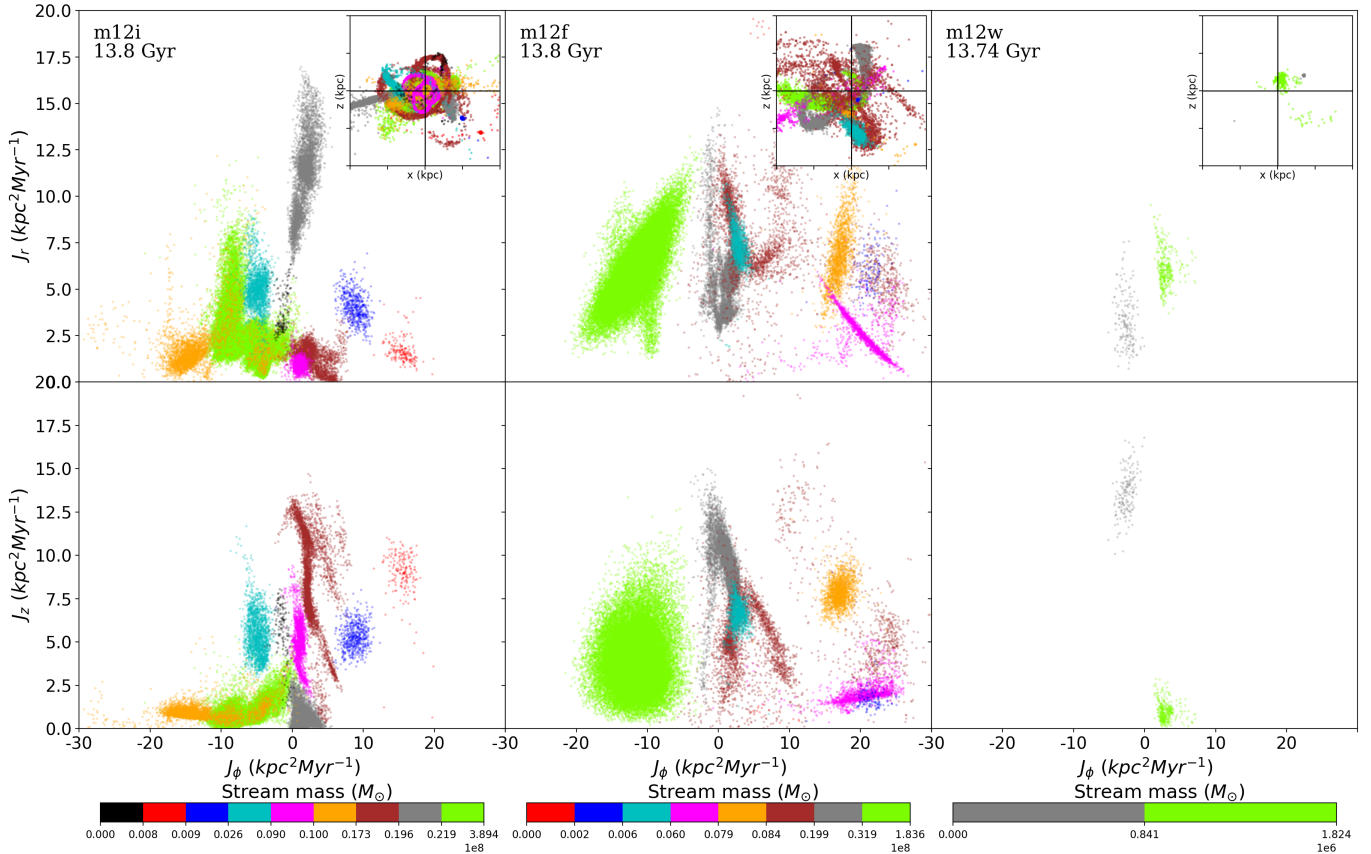 m12i
13.8 Gyr
z (kpc)
x (kpc)
m12f
13.8 Gyr
z (kpc)
x (kpc)
m12w
13.74 Gyr
z (kpc)
x (kpc)
20.0
17.5
15.0
12.5
10.0
7.5
5.0
2.5
0.0
J_r (kpc²Myr⁻¹)
20.0
17.5
15.0
12.5
10.0
7.5
5.0
2.5
0.0
J_z (kpc²Myr⁻¹)
-30 -20 -10 0 10 20 -30 -20 -10 0 10 20 -30 -20 -10 0 10 20
J_ϕ (kpc²Myr⁻¹) J_ϕ (kpc²Myr⁻¹) J_ϕ (kpc²Myr⁻¹)
Stream mass (M_⊙) Stream mass (M_⊙) Stream mass (M_⊙)
0.000 0.008 0.009 0.026 0.090 0.100 0.173 0.196 0.219 3.894
1e8
0.000 0.002 0.006 0.060 0.079 0.084 0.199 0.319 1.836
1e8
0.000 0.841 1.824
1e6